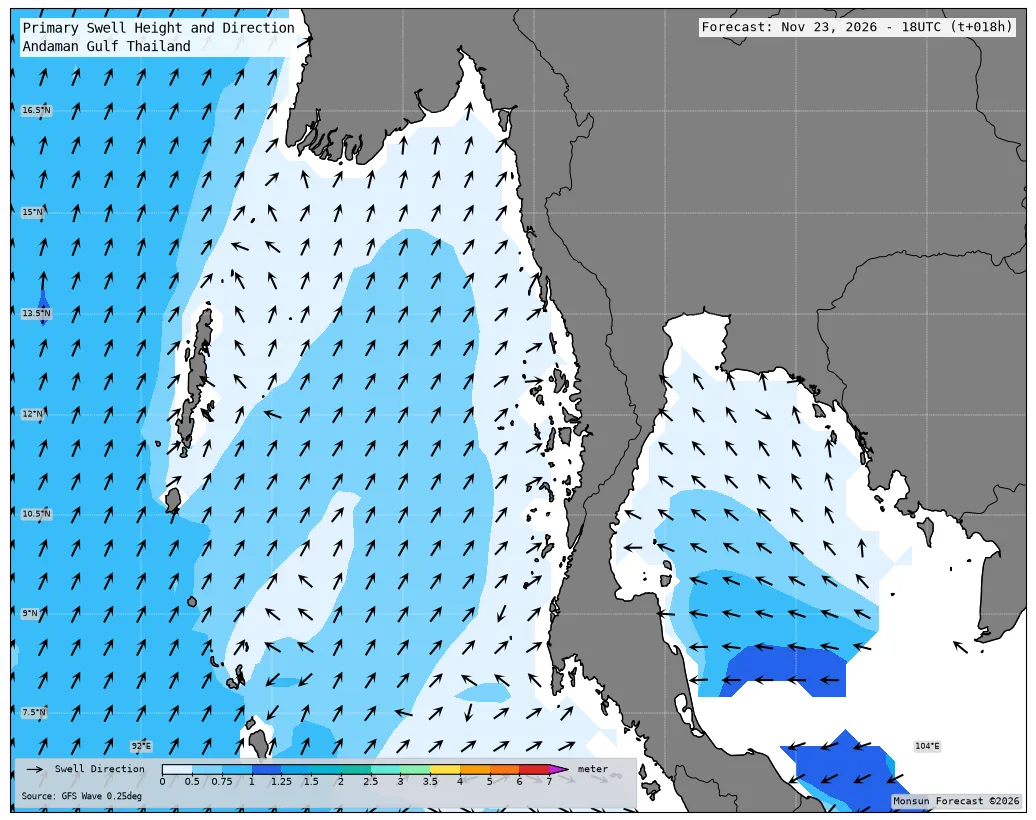 Primary Swell Height and Direction
Andaman Gulf Thailand
Forecast: Nov 23, 2026 - 18UTC (t+018h)
16.5°N
15°N
13.5°N
12°N
10.5°N
9°N
7.5°N
92°E
104°E
Swell Direction
0 0.5 0.75 1 1.25 1.5 2 2.5 3 3.5 4 5 6 7
meter
Source: GFS Wave 0.25deg
Monsun Forecast ©2026